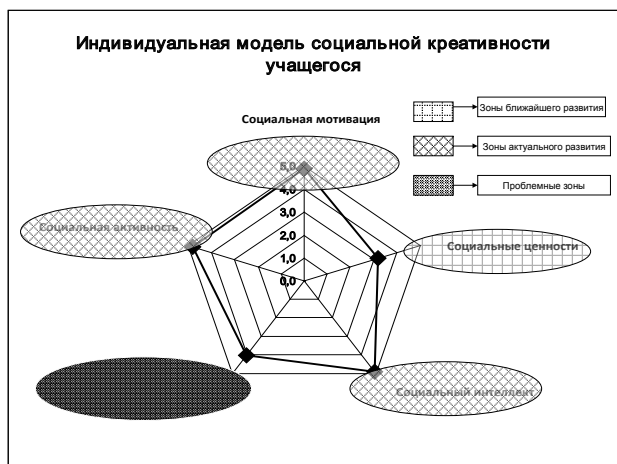 Индивидуальная модель социальной креативности
учащегося
Социальная мотивация
Зоны ближайшего развития
Зоны актуального развития
Проблемные зоны
5,0
4,0
3,0
2,0
1,0
0,0
Социальная активность
Социальные ценности
Социальный интеллект